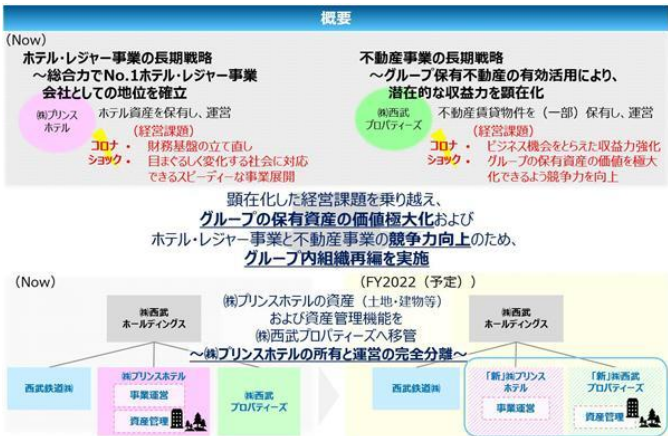 概要
(Now)
ホテル・レジャー事業の長期戦略
～総合力でNo.1ホテル・レジャー事業
会社としての地位を確立
㈱プリンス
ホテル
ホテル資産を保有し、運営
(経営課題)
コロナ
ショック
・ 財務基盤の立て直し
・ 目まぐるしく変化する社会に対応
できるスピーディーな事業展開
不動産事業の長期戦略
～グループ保有不動産の有効活用により、
潜在的な収益力を顕在化
㈱西武
プロパティーズ
不動産賃貸物件を（一部）保有し、運営
(経営課題)
コロナ
ショック
・ ビジネス機会をとらえた収益力強化
・ グループの保有資産の価値を極大
化できるよう競争力を向上
顕在化した経営課題を乗り越え、
グループの保有資産の価値極大化および
ホテル・レジャー事業と不動産事業の競争力向上のため、
グループ内組織再編を実施
(Now)
㈱西武
ホールディングス
西武鉄道㈱
㈱プリンスホテル
事業運営
資産管理
㈱西武
プロパティーズ
㈱プリンスホテルの資産（土地・建物等）
および資産管理機能を
㈱西武プロパティーズへ移管
～㈱プリンスホテルの所有と運営の完全分離～
(FY2022（予定）)
㈱西武
ホールディングス
西武鉄道㈱
「新」㈱プリンス
ホテル
事業運営
「新」㈱西武
プロパティーズ
資産管理